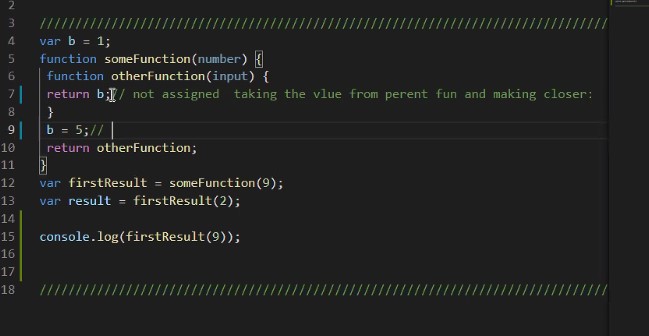 2
3 ////////////////////////////////////////////////////////////////////////////////
4 var b = 1;
5 function someFunction(number) {
6 function otherFunction(input) {
7 return b;// not assigned  taking the vlue from perent fun and making closer:
8 }
9 b = 5;//
10 return otherFunction;
11 }
12 var firstResult = someFunction(9);
13 var result = firstResult(2);
14
15 console.log(firstResult(9));
16
17
18 ////////////////////////////////////////////////////////////////////////////////